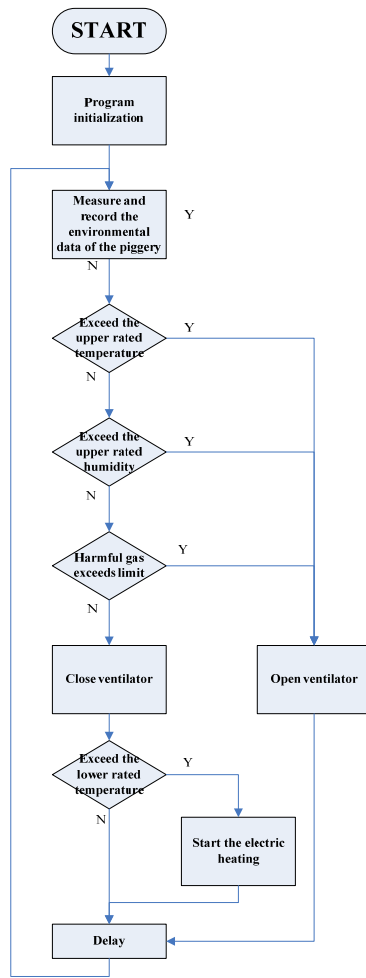 START
Program
initialization
Measure and
record the
environmental
data of the piggery
Y
N
Exceed the
upper rated
temperature
Y
N
Exceed the
upper rated
humidity
Y
N
Harmful gas
exceeds limit
Y
N
Close ventilator
Open ventilator
Exceed the
lower rated
temperature
Y
N
Start the electric
heating
Delay